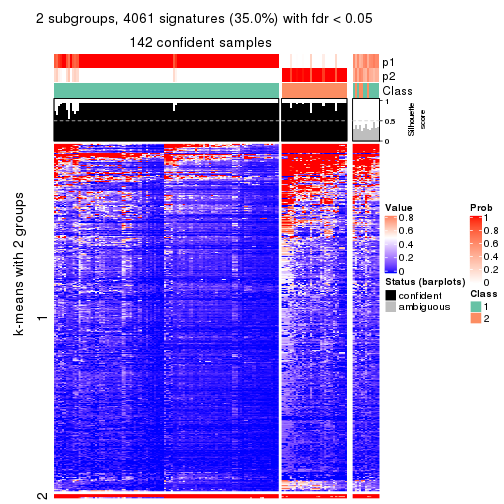 2 subgroups, 4061 signatures (35.0%) with fdr < 0.05
142 confident samples
p1
p2
Class
1
0.5
0
Silhouette
score
k-means with 2 groups
1
2
Value
0.8
0.6
0.4
0.2
0
Prob
1
0.8
0.6
0.4
0.2
0
Status (barplots)
confident
ambiguous
Class
1
2